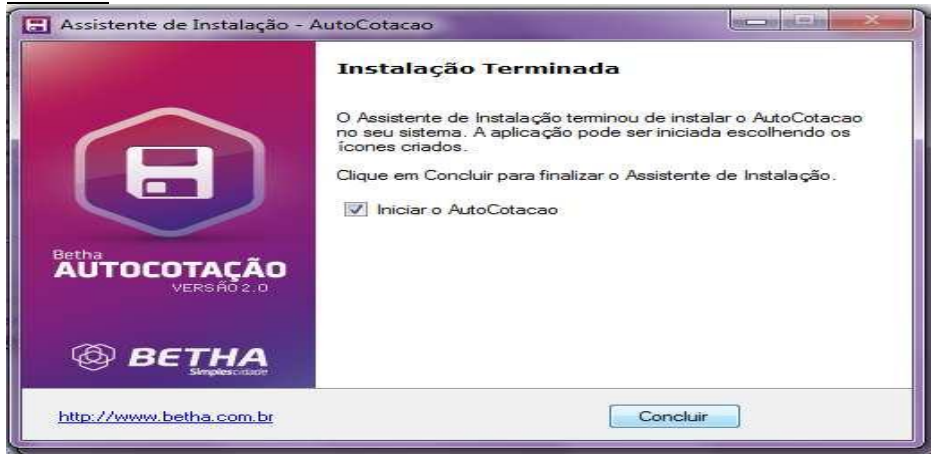 Assistente de Instalação - AutoCotacao
Instalação Terminada
O Assistente de Instalação terminou de instalar o AutoCotacao
no seu sistema. A aplicação pode ser iniciada escolhendo os
ícones criados.
Clique em Concluir para finalizar o Assistente de Instalação.
Iniciar o AutoCotacao
Betha
AUTOCOTAÇÃO
VERSÃO 2.0
BETHA
Simplescidade
http://www.betha.com.br
Concluir